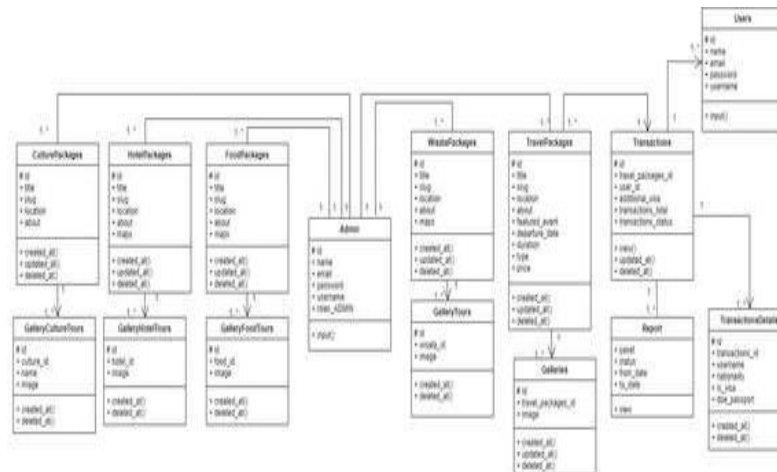 Users
# id
+ name
+ email
+ password
+ username
+ input()
CulturePackages
# id
+ title
+ slug
+ location
+ about
+ created_at()
+ updated_at()
+ deleted_at()
HotelPackages
# id
+ title
+ slug
+ location
+ about
+ maps
+ created_at()
+ updated_at()
+ deleted_at()
FoodPackages
# id
+ title
+ slug
+ location
+ about
+ maps
+ created_at()
+ updated_at()
+ deleted_at()
Admin
# id
+ name
+ email
+ password
+ username
+ roles_ADMIN
+ input()
WisataPackages
# id
+ title
+ slug
+ location
+ about
+ maps
+ created_at()
+ updated_at()
+ deleted_at()
TravelPackages
# id
+ title
+ slug
+ location
+ about
+ featured_event
+ departure_date
+ duration
+ type
+ price
+ created_at()
+ updated_at()
+ deleted_at()
Transactions
# id
+ travel_packages_id
+ user_id
+ additional_visa
+ transactions_total
+ transactions_status
+ view()
+ updated_at()
+ deleted_at()
GalleryCultureTours
# id
+ culture_id
+ name
+ image
+ created_at()
+ deleted_at()
GalleryHotelTours
# id
+ hotel_id
+ image
+ created_at()
+ deleted_at()
GalleryFoodTours
# id
+ food_id
+ image
+ created_at()
+ deleted_at()
GalleryTours
# id
+ wisata_id
+ image
+ created_at()
+ deleted_at()
Galleries
# id
+ travel_packages_id
+ image
+ created_at()
+ updated_at()
+ deleted_at()
Report
+ status
+ from_date
+ to_date
+ view
TransactionsDetails
# id
+ transactions_id
+ username
+ nationality
+ is_visa
+ doe_passport
+ created_at()
+ deleted_at()